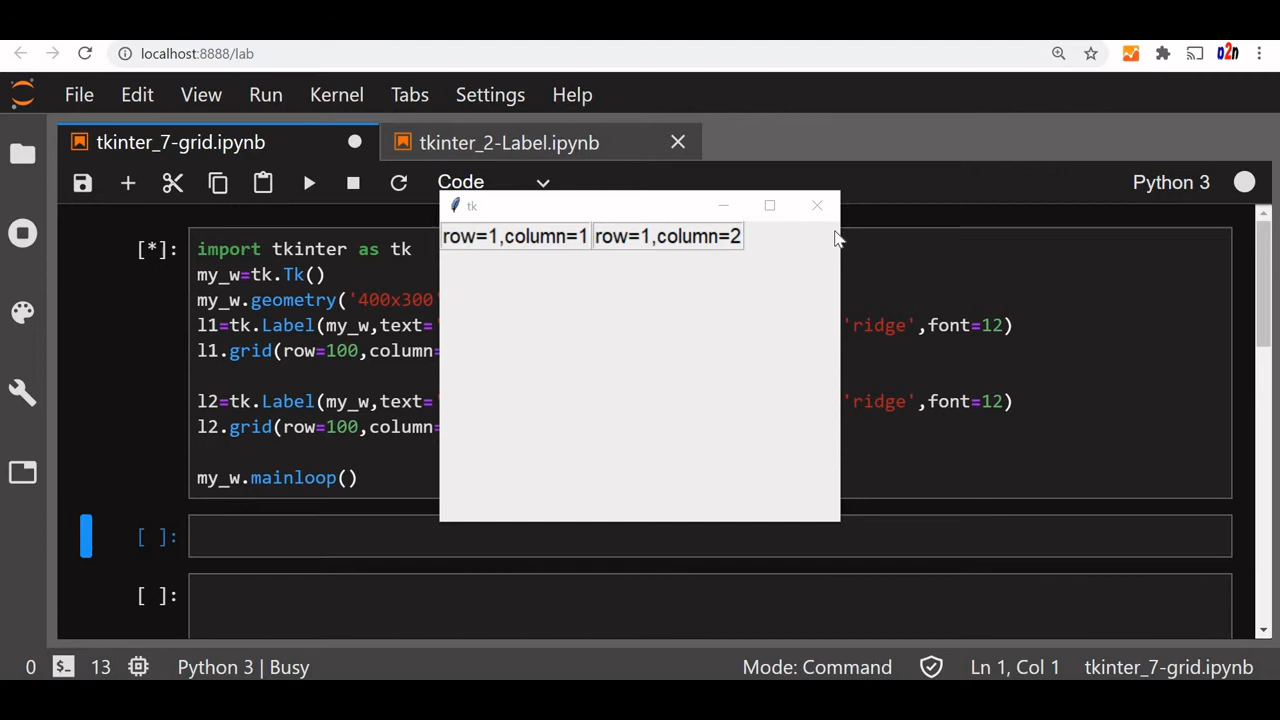 localhost:8888/lab
o2n
File Edit View Run Kernel Tabs Settings Help
tkinter_7-grid.ipynb
tkinter_2-Label.ipynb
Code
Python 3
tk
row=1,column=1 row=1,column=2
[*]:
import tkinter as tk
my_w=tk.Tk()
my_w.geometry('400x300'
l1=tk.Label(my_w,text= 'ridge',font=12)
l1.grid(row=100,column=
l2=tk.Label(my_w,text= 'ridge',font=12)
l2.grid(row=100,column=
my_w.mainloop()
[ ]:
[ ]:
0 13 Python 3 | Busy Mode: Command Ln 1, Col 1 tkinter_7-grid.ipynb